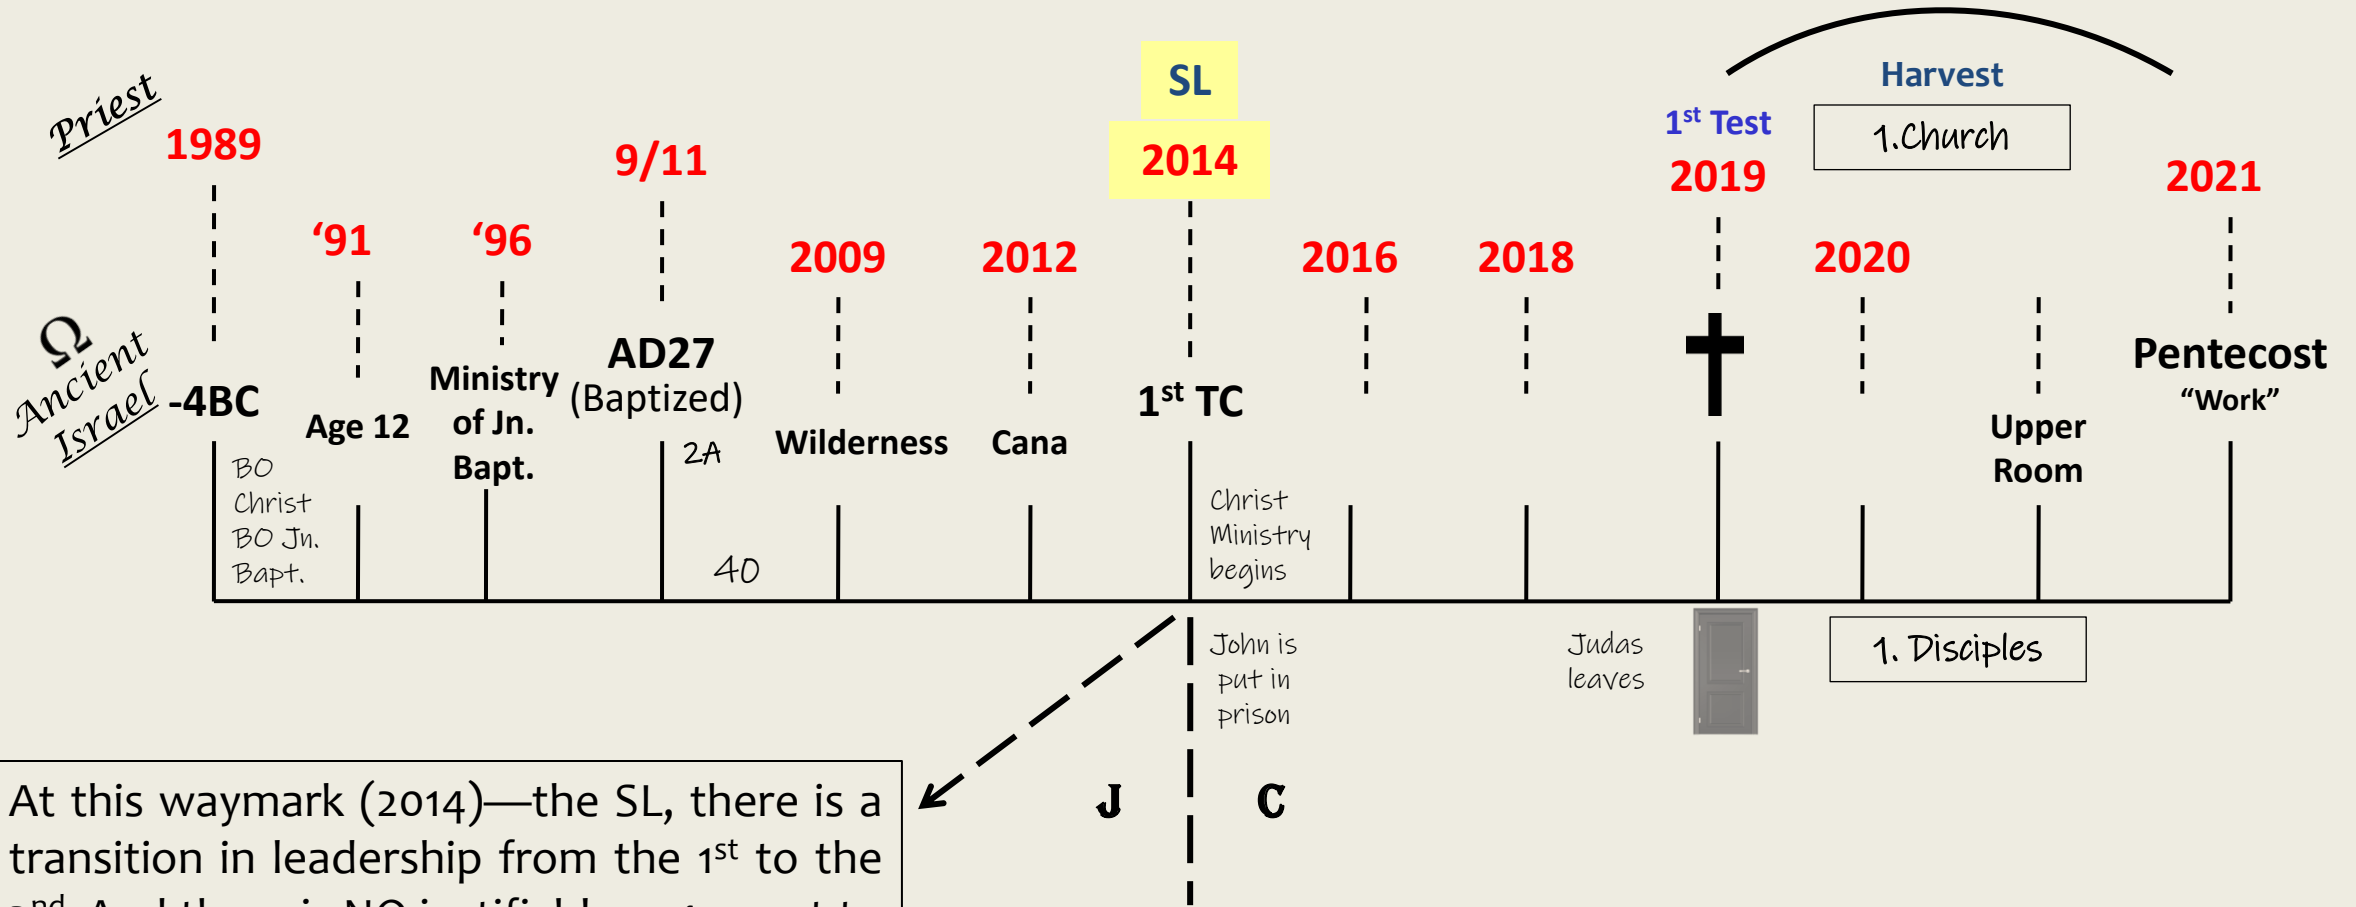 SL
Harvest
Priest
1st Test
1.Church
1989
9/11
2014
2019
2021
‘91
‘96
2009
2012
2016
2018
2020
Ω
Ancient
Israel
-4BC
Age 12
Ministry
of Jn.
Bapt.
AD27
(Baptized)
2A
Wilderness
Cana
1st TC
Upper
Room
Pentecost
“Work”
BO
Christ
BO Jn.
Bapt.
40
Christ
Ministry
begins
John is
put in
prison
Judas
leaves
1. Disciples
J
C
At this waymark (2014)—the SL, there is a
transition in leadership from the 1st to the